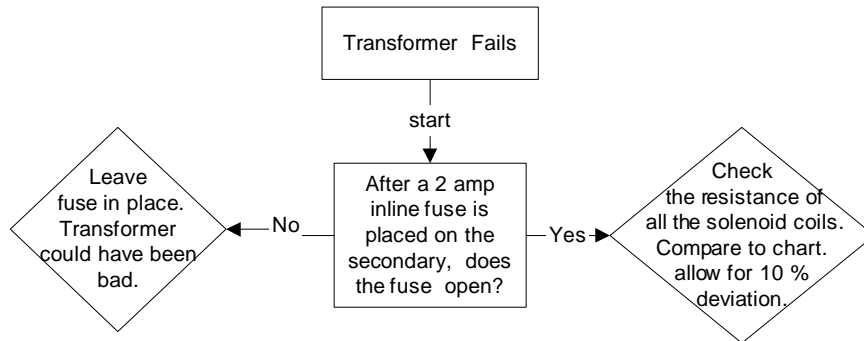 Transformer Fails
start
After a 2 amp
inline fuse is
placed on the
secondary, does
the fuse open?
No
Leave
fuse in place.
Transformer
could have been
bad.
Yes
Check
the resistance of
all the solenoid coils.
Compare to chart.
allow for 10 %
deviation.